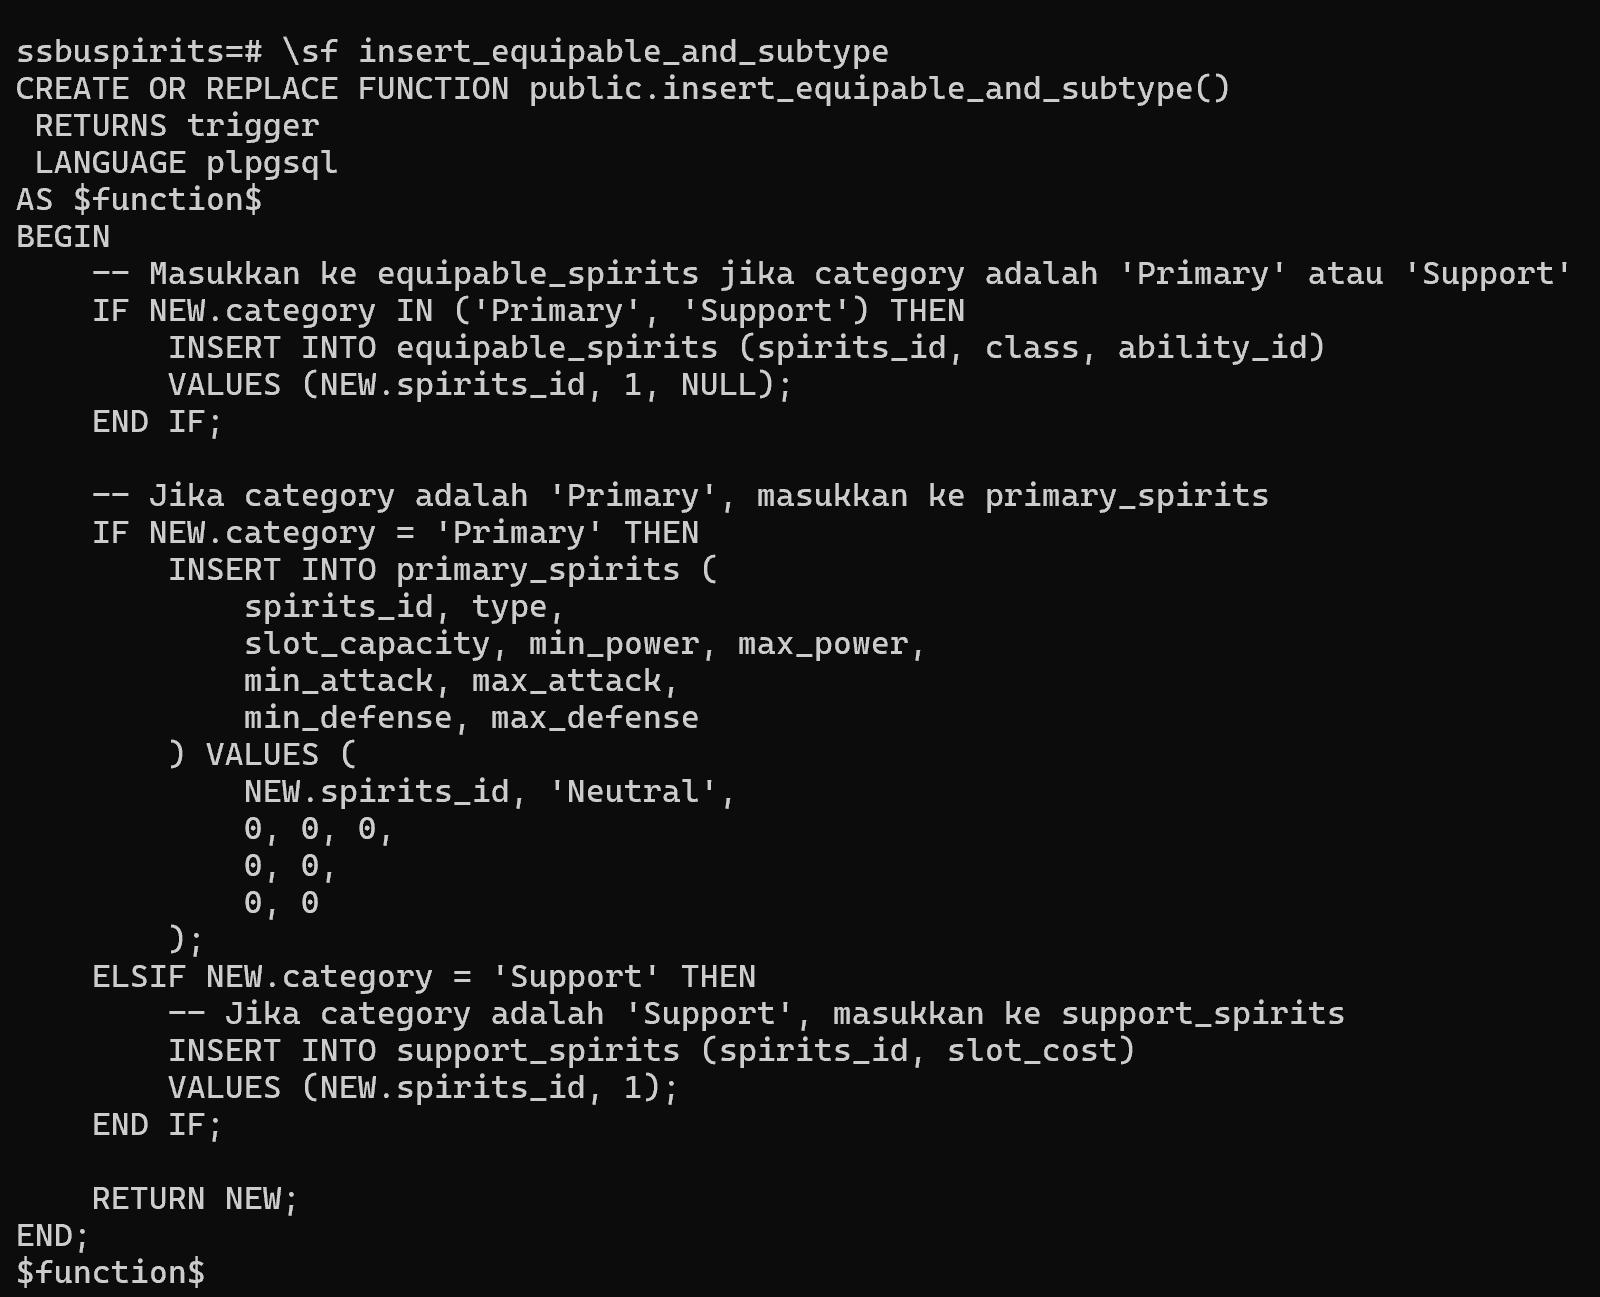 ssbuspirits=# \sf insert_equipable_and_subtype
CREATE OR REPLACE FUNCTION public.insert_equipable_and_subtype()
 RETURNS trigger
 LANGUAGE plpgsql
AS $function$
BEGIN
    -- Masukkan ke equipable_spirits jika category adalah 'Primary' atau 'Support'
    IF NEW.category IN ('Primary', 'Support') THEN
        INSERT INTO equipable_spirits (spirits_id, class, ability_id)
        VALUES (NEW.spirits_id, 1, NULL);
    END IF;

    -- Jika category adalah 'Primary', masukkan ke primary_spirits
    IF NEW.category = 'Primary' THEN
        INSERT INTO primary_spirits (
            spirits_id, type,
            slot_capacity, min_power, max_power,
            min_attack, max_attack,
            min_defense, max_defense
        ) VALUES (
            NEW.spirits_id, 'Neutral',
            0, 0, 0,
            0, 0,
            0, 0
        );
    ELSIF NEW.category = 'Support' THEN
        -- Jika category adalah 'Support', masukkan ke support_spirits
        INSERT INTO support_spirits (spirits_id, slot_cost)
        VALUES (NEW.spirits_id, 1);
    END IF;

    RETURN NEW;
END;
$function$